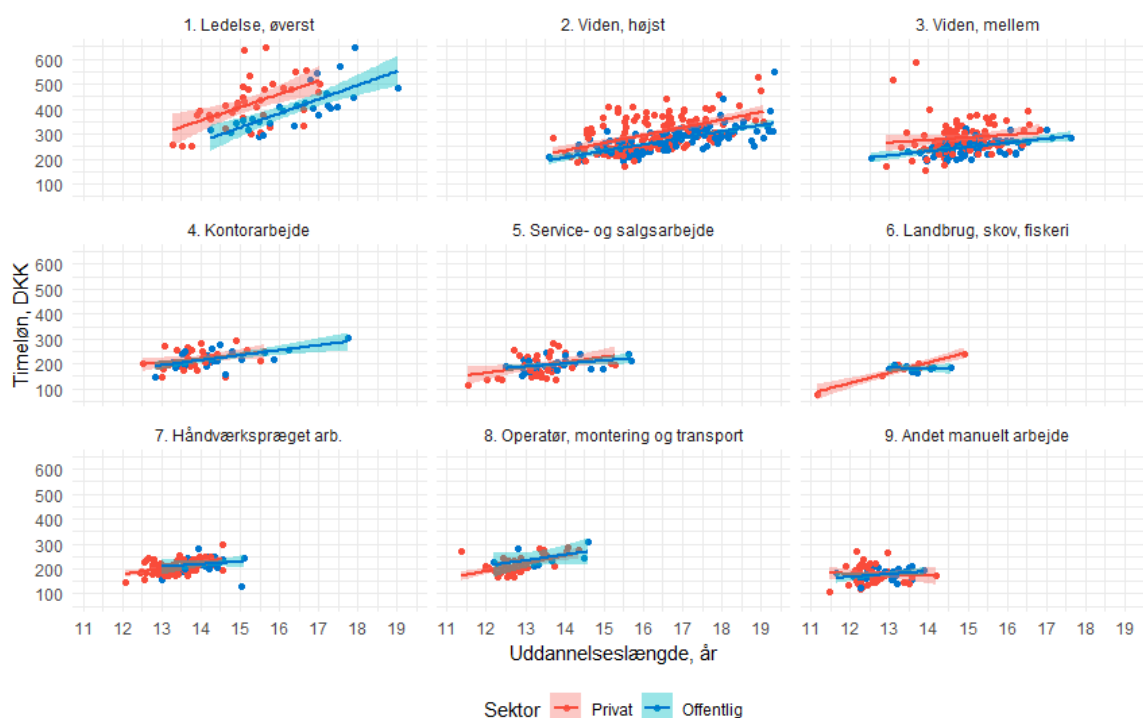 1. Ledelse, øverst
2. Viden, højst
3. Viden, mellem
600
500
400
300
200
100
4. Kontorarbejde
5. Service- og salgsarbejde
6. Landbrug, skov, fiskeri
600
500
400
300
200
100
Timeløn, DKK
7. Håndværkspræget arb.
8. Operatør, montering og transport
9. Andet manuelt arbejde
600
500
400
300
200
100
11 12 13 14 15 16 17 18 19 11 12 13 14 15 16 17 18 19 11 12 13 14 15 16 17 18 19
Uddannelseslængde, år
Sektor Privat Offentlig